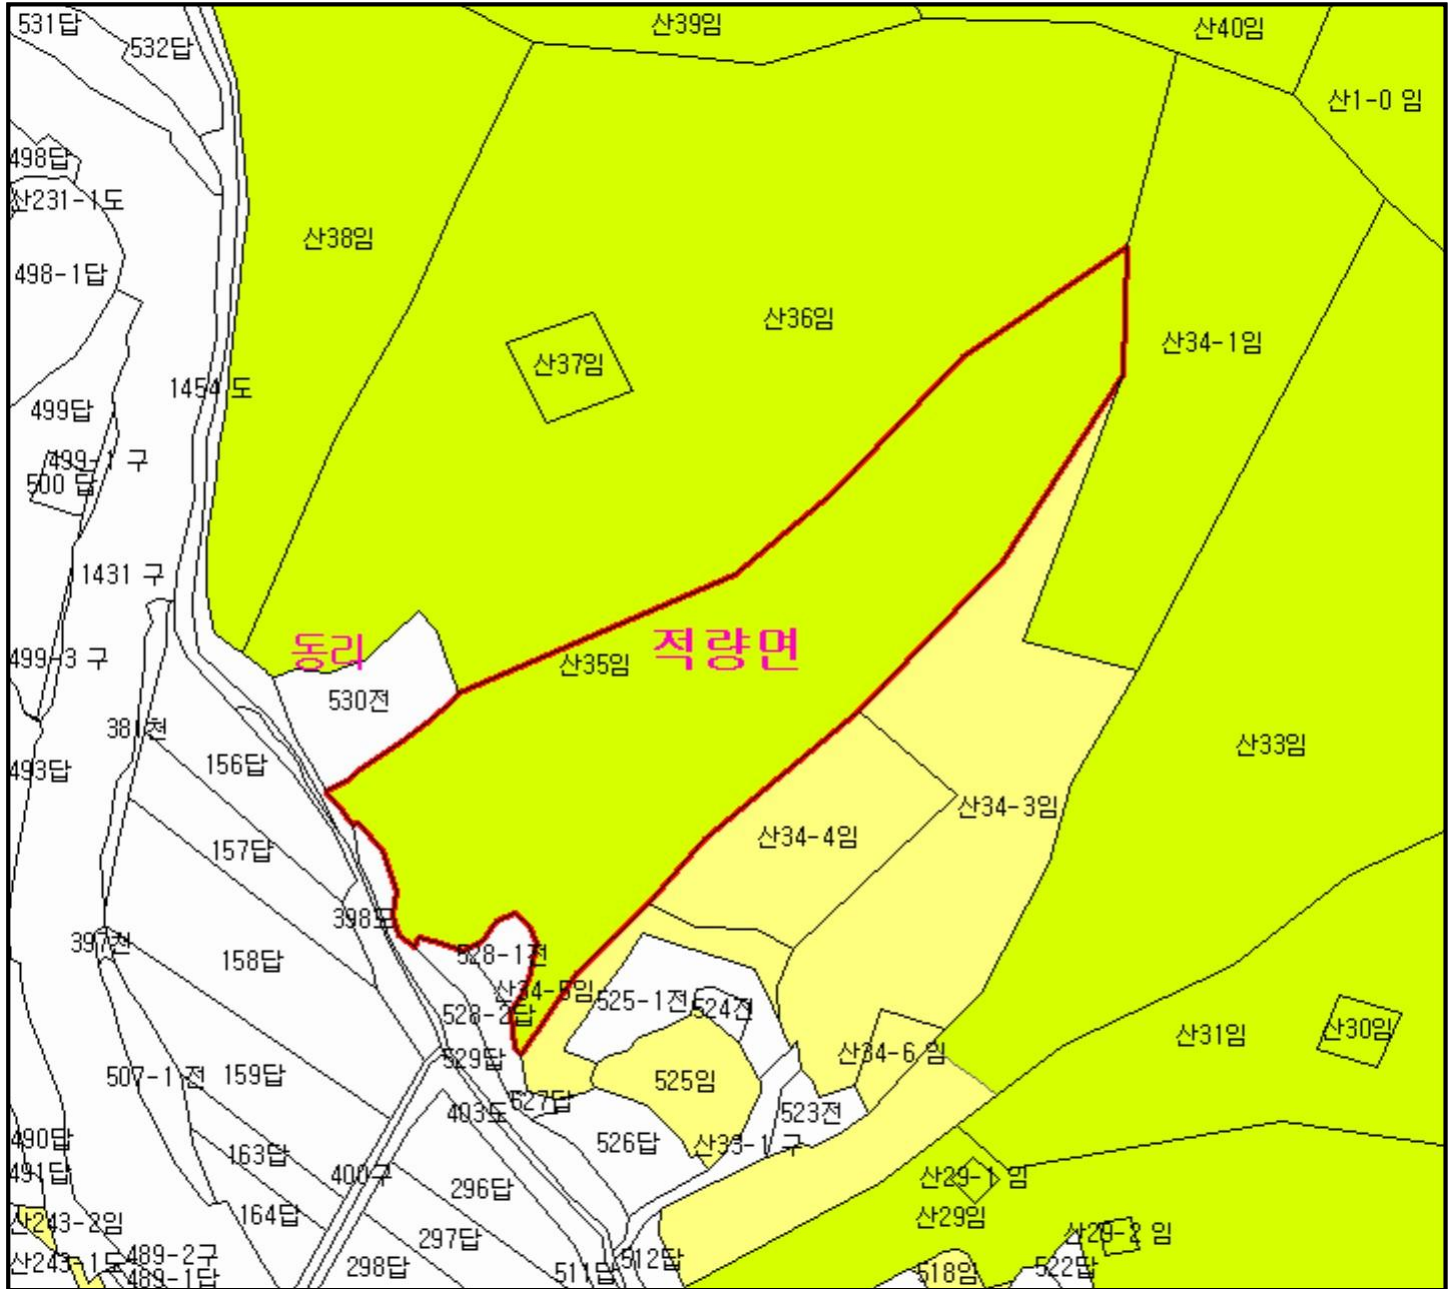 531답
산39임
산40임
532답
산1-0 임
498답
산231-1도
산38임
498-1답
산36임
산34-1임
산37임
1454 도
499답
499-1 구
500 답
1431 구
동리
적량면
499-3 구
산35임
530전
381천
산33임
156답
493답
산34-3임
산34-4임
157답
398도
397천
528-1전
158답
산34-5임
525-1전
524전
528-2답
산31임
산30임
529답
산34-6 임
507-1 전
159답
525임
627답
403도
523전
490답
526답
산33-1 구
163답
491답
400구
산29-1 임
296답
164답
산29임
산243-2임
297답
산29-2 임
489-2구
512답
산243-1도
298답
511답
518임
522답
489-1답